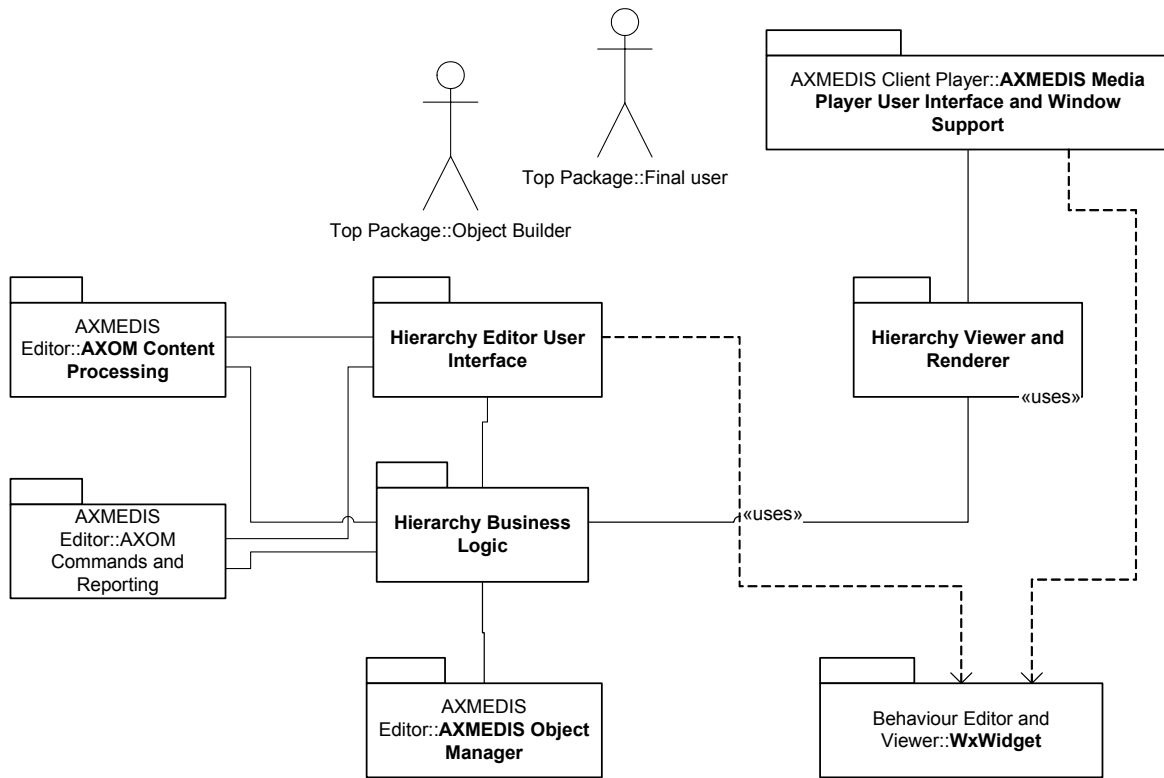 AXMEDIS Client Player::AXMEDIS Media
Player User Interface and Window
Support
Top Package::Final user
Top Package::Object Builder
AXMEDIS
Editor::AXOM Content
Processing
Hierarchy Editor User
Interface
Hierarchy Viewer and
Renderer
«uses»
AXMEDIS
Editor::AXOM
Commands and
Reporting
Hierarchy Business
Logic
«uses»
AXMEDIS
Editor::AXMEDIS Object
Manager
Behaviour Editor and
Viewer::WxWidget